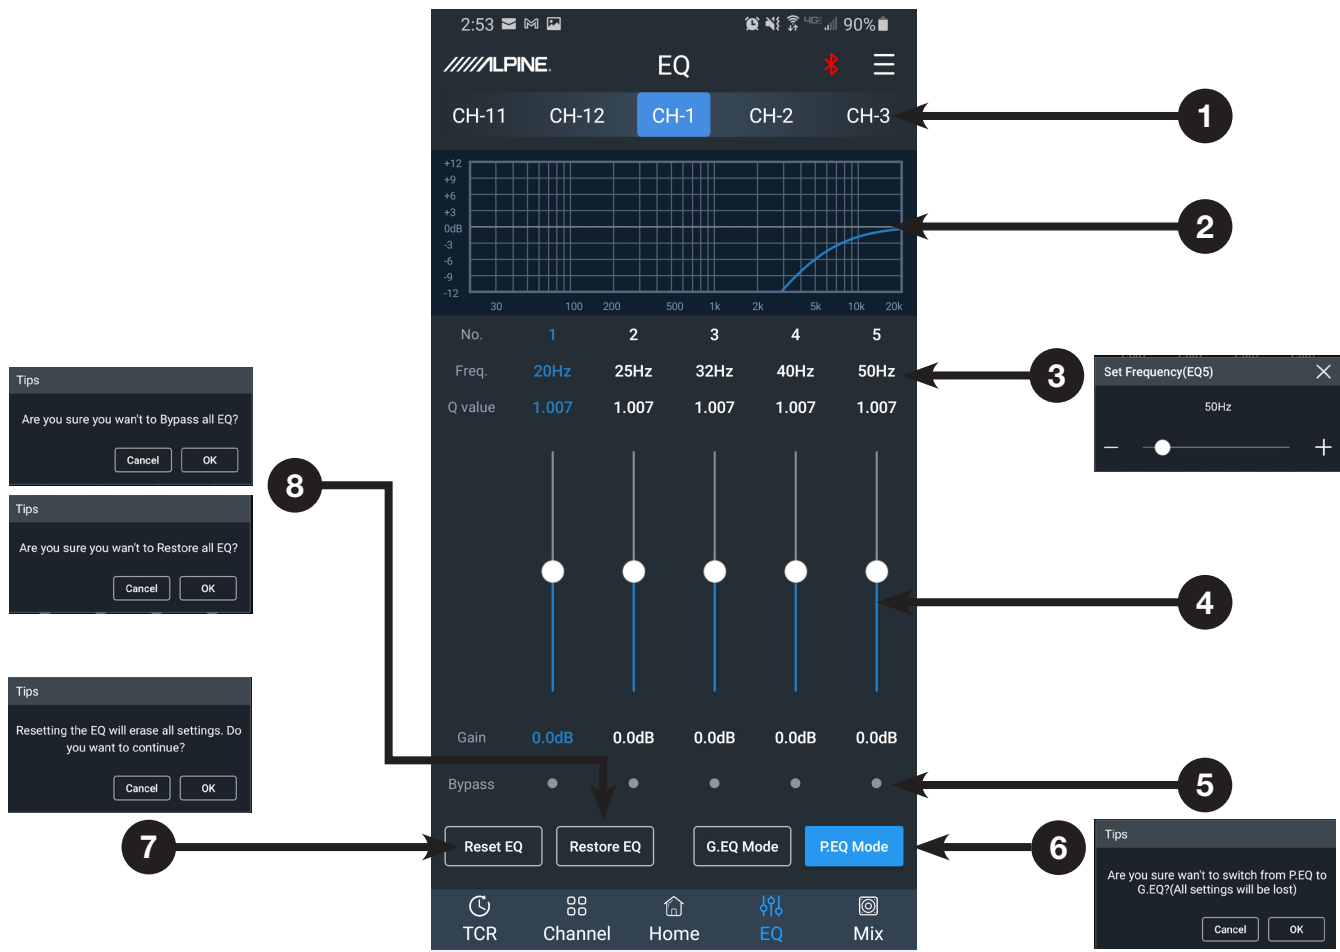 2:53 4GE 90%
/////ALPINE. EQ
CH-11 CH-12 CH-1 CH-2 CH-3
1
+12
+9
+6
+3
0dB
-3
-6
-9
-12
30 100 200 500 1k 2k 5k 10k 20k
2
No. 1 2 3 4 5
Freq. 20Hz 25Hz 32Hz 40Hz 50Hz
Q value 1.007 1.007 1.007 1.007 1.007
3
Set Frequency(EQ5)
50Hz
Tips
Are you sure you wan't to Bypass all EQ?
Cancel OK
8
Tips
Are you sure you wan't to Restore all EQ?
Cancel OK
4
Tips
Resetting the EQ will erase all settings. Do
you want to continue?
Cancel OK
Gain 0.0dB 0.0dB 0.0dB 0.0dB 0.0dB
Bypass
5
7
Reset EQ Restore EQ G.EQ Mode P.EQ Mode
6
Tips
Are you sure wan't to switch from P.EQ to
G.EQ?(All settings will be lost)
Cancel OK
TCR Channel Home EQ Mix